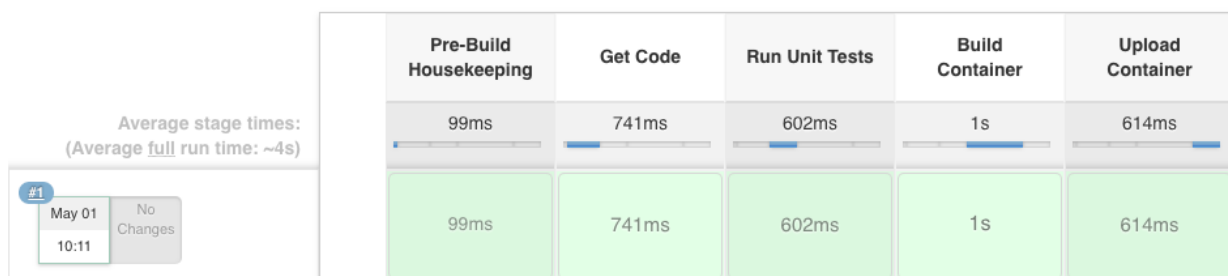 Pre-Build
Housekeeping
Get Code
Run Unit Tests
Build
Container
Upload
Container
Average stage times:
(Average full run time: ~4s)
99ms
741ms
602ms
1s
614ms
#1
May 01
10:11
No
Changes
99ms
741ms
602ms
1s
614ms